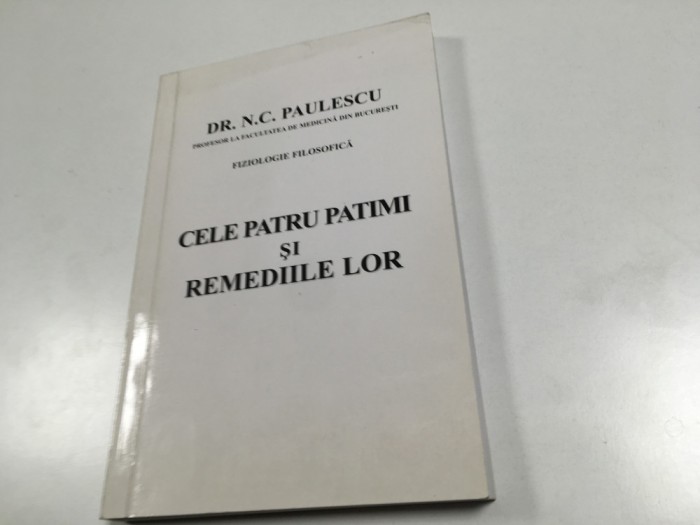 DR. N.C. PAULESCU
PROFESOR LA FACULTATEA DE MEDICINĂ DIN BUCUREŞTI
FIZIOLOGIE FILOSOFICĂ
CELE PATRU PATIMI
ŞI
REMEDIILE LOR